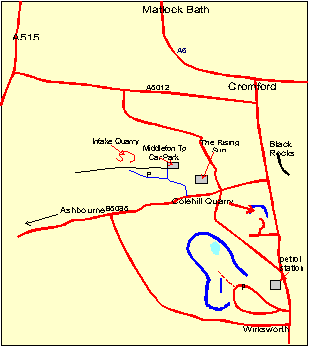 Matlock Bath
A515
A6
Cromford
A5012
Intake Quarry
Middleton Top
Car Park
The Rising
Sun
Black
Rocks
P
Ashbourne
B5035
Colehill Quarry
petrol
station
P
Wirksworth